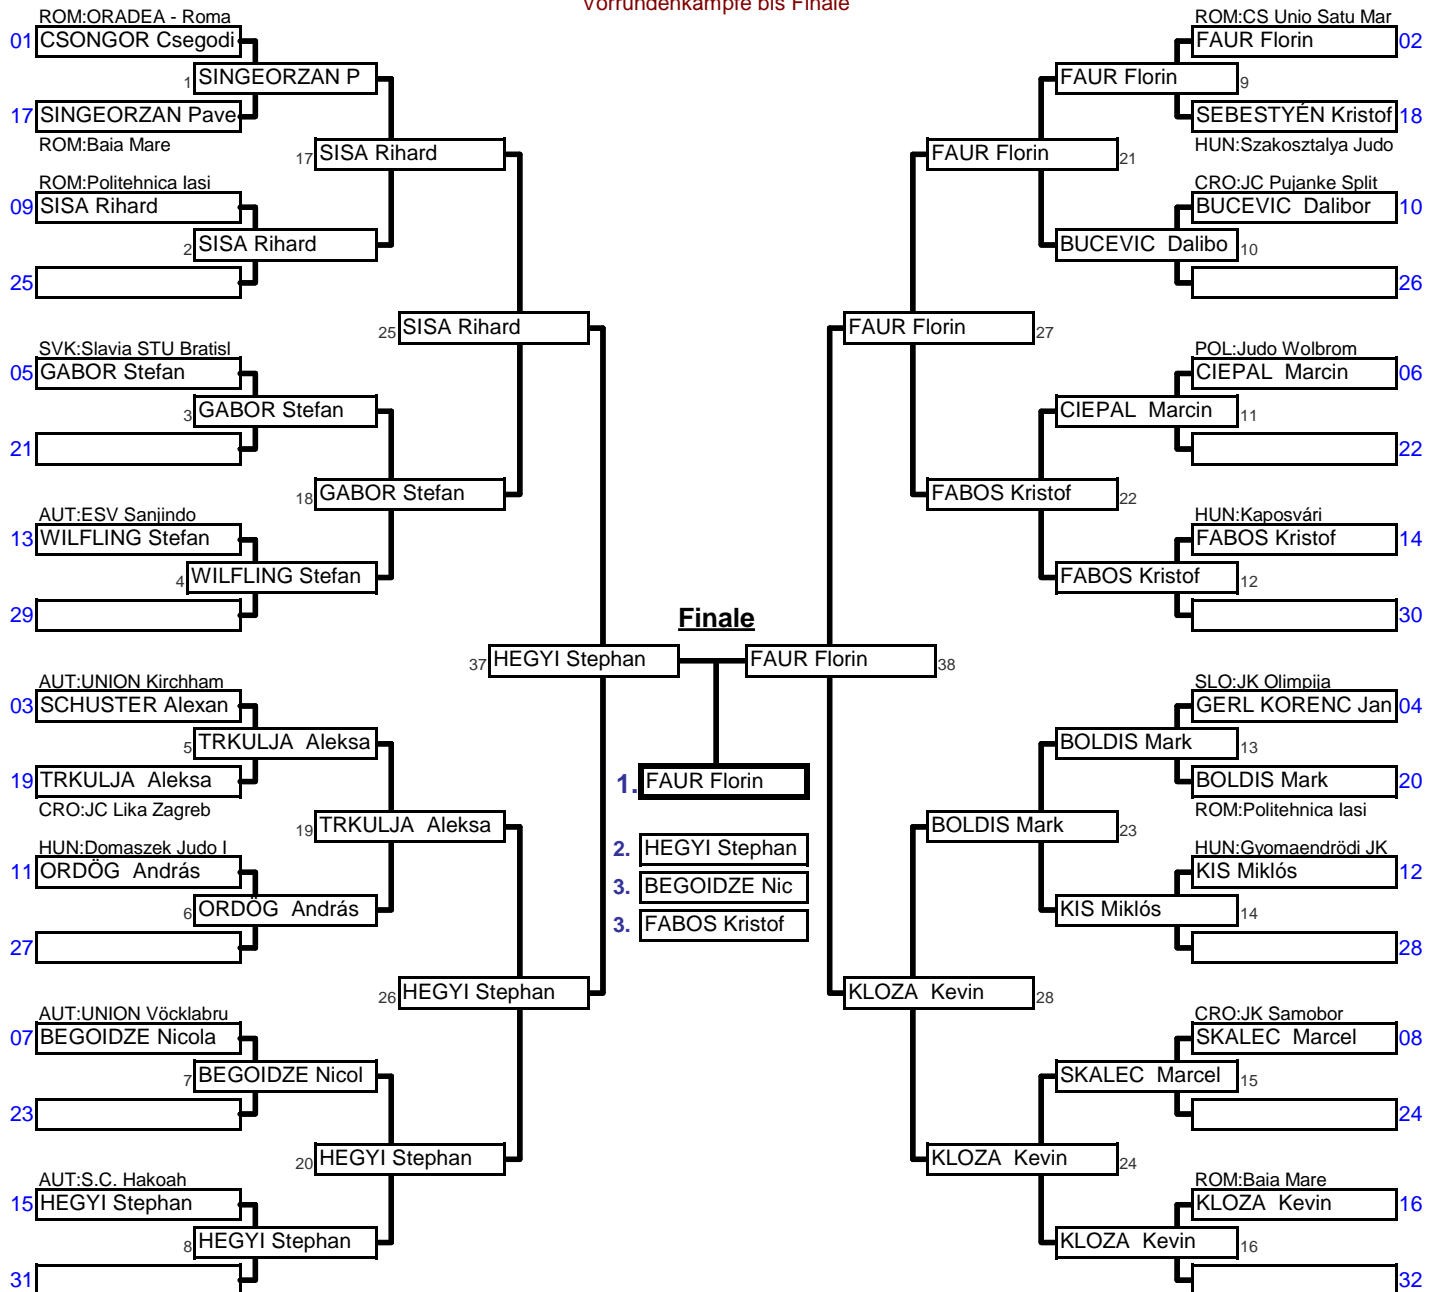 Vorrundenkämpfe bis Finale
ROM:ORADEA - Roma
01 CSONGOR Csegodi
1 SINGEORZAN P
17 SINGEORZAN Pave
ROM:Baia Mare
17 SISA Rihard
ROM:Politehnica Iasi
09 SISA Rihard
2 SISA Rihard
25
25 SISA Rihard
SVK:Slavia STU Bratisl
05 GABOR Stefan
3 GABOR Stefan
21
18 GABOR Stefan
AUT:ESV Sanjindo
13 WILFLING Stefan
4 WILFLING Stefan
29
37 HEGYI Stephan
AUT:UNION Kirchham
03 SCHUSTER Alexan
5 TRKULJA Aleksa
19 TRKULJA Aleksa
CRO:JC Lika Zagreb
19 TRKULJA Aleksa
HUN:Domaszek Judo I
11 ORDÖG András
6 ORDÖG András
27
26 HEGYI Stephan
AUT:UNION Vöcklabru
07 BEGOIDZE Nicola
7 BEGOIDZE Nicol
23
20 HEGYI Stephan
AUT:S.C. Hakoah
15 HEGYI Stephan
8 HEGYI Stephan
31
Finale
1. FAUR Florin
2. HEGYI Stephan
3. BEGOIDZE Nic
3. FABOS Kristof
ROM:CS Unio Satu Mar
FAUR Florin 02
FAUR Florin 9
SEBESTYÉN Kristof 18
HUN:Szakosztalya Judo
FAUR Florin 21
CRO:JC Pujanke Split
BUCEVIC Dalibor 10
BUCEVIC Dalibo 10
26
FAUR Florin 27
POL:Judo Wolbrom
CIEPAL Marcin 06
CIEPAL Marcin 11
22
FABOS Kristof 22
HUN:Kaposvári
FABOS Kristof 14
FABOS Kristof 12
30
FAUR Florin 38
SLO:JK Olimpija
GERL KORENC Jan 04
BOLDIS Mark 13
BOLDIS Mark 20
ROM:Politehnica Iasi
BOLDIS Mark 23
HUN:Gyomaendrödi JK
KIS Miklós 12
KIS Miklós 14
28
KLOZA Kevin 28
CRO:JK Samobor
SKALEC Marcel 08
SKALEC Marcel 15
24
KLOZA Kevin 24
ROM:Baia Mare
KLOZA Kevin 16
KLOZA Kevin 16
32